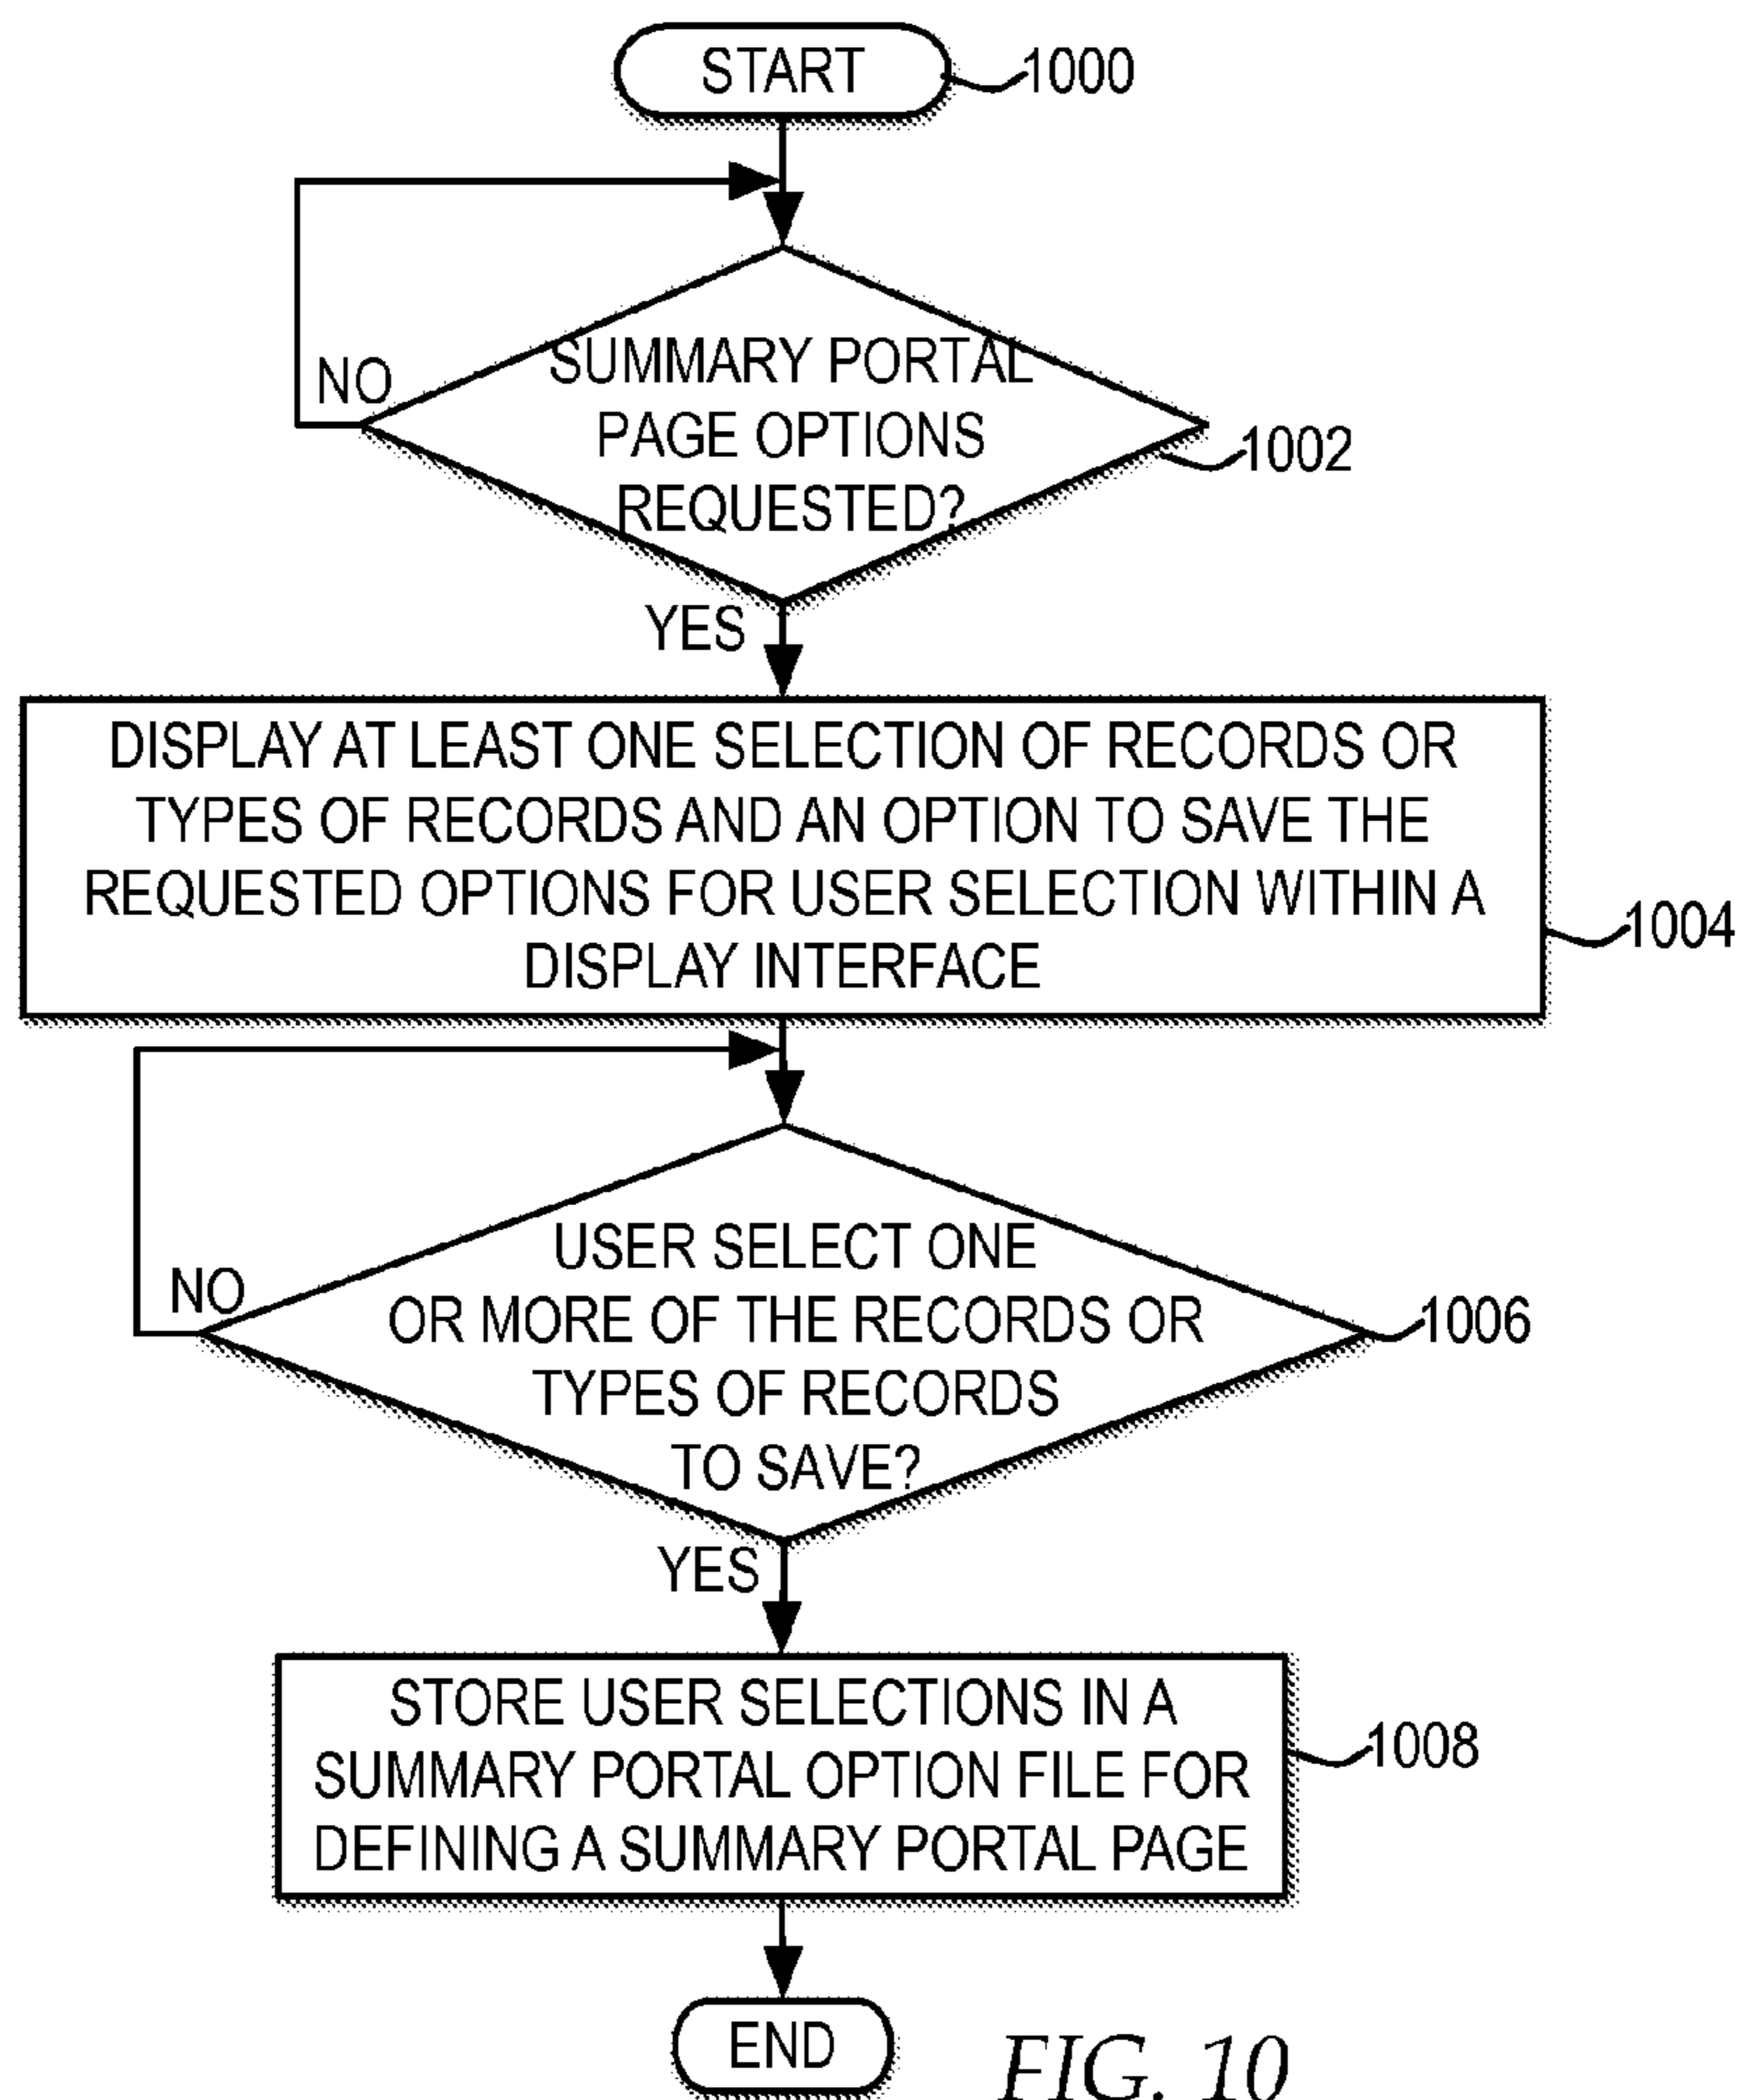 START
1000
NO
SUMMARY PORTAL
PAGE OPTIONS
REQUESTED?
1002
YES
DISPLAY AT LEAST ONE SELECTION OF RECORDS OR
TYPES OF RECORDS AND AN OPTION TO SAVE THE
REQUESTED OPTIONS FOR USER SELECTION WITHIN A
DISPLAY INTERFACE
1004
NO
USER SELECT ONE
OR MORE OF THE RECORDS OR
TYPES OF RECORDS
TO SAVE?
1006
YES
STORE USER SELECTIONS IN A
SUMMARY PORTAL OPTION FILE FOR
DEFINING A SUMMARY PORTAL PAGE
1008
END
FIG. 10